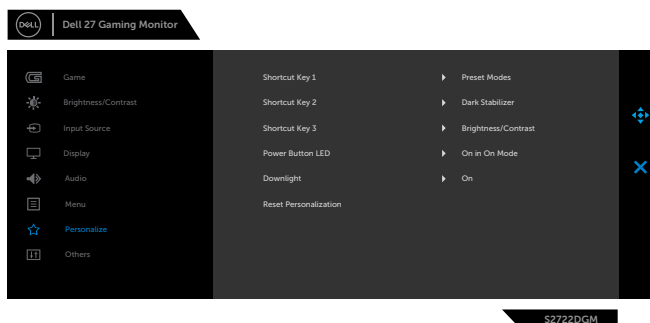 DELL
Dell 27 Gaming Monitor
Game
Shortcut Key 1 Preset Modes
Brightness/Contrast Shortcut Key 2 Dark Stabilizer
Input Source Shortcut Key 3 Brightness/Contrast
Display Power Button LED On in On Mode
Audio Downlight On
Menu Reset Personalization
Personalize
Others
S2722DGM